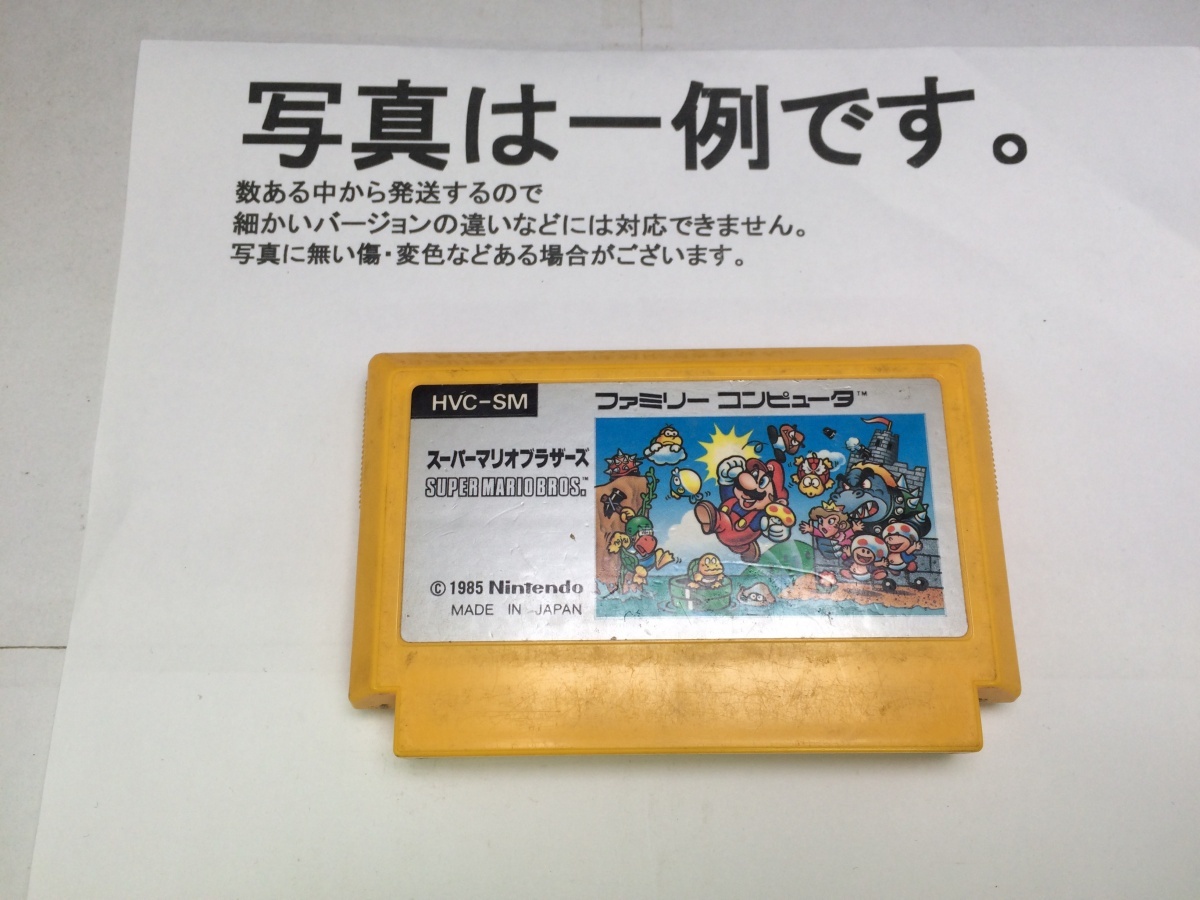 写真は一例です。
数ある中から発送するので
細かいバージョンの違いなどには対応できません。
写真に無い傷・変色などある場合がございます。
HVC-SM
ファミリー コンピュータ™
スーパーマリオブラザーズ
SUPER MARIO BROS.™
© 1985 Nintendo
MADE IN JAPAN